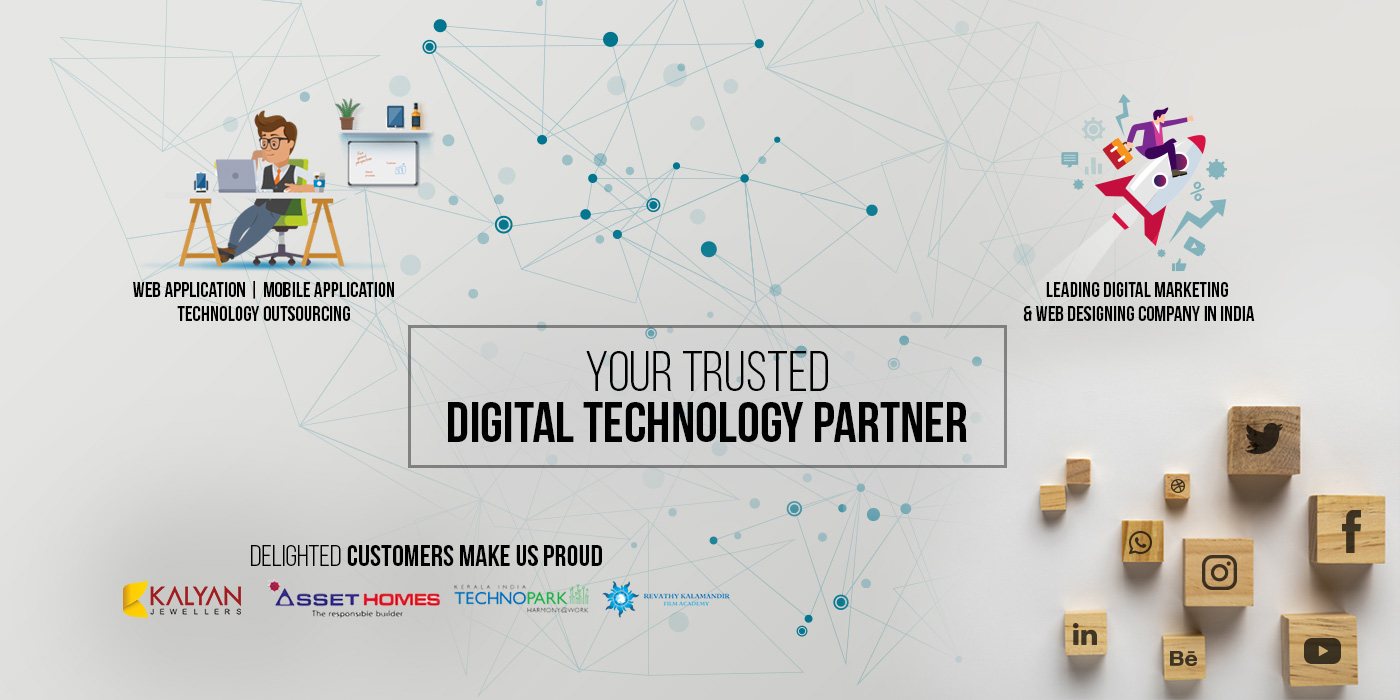 WEB APPLICATION | MOBILE APPLICATION
TECHNOLOGY OUTSOURCING
LEADING DIGITAL MARKETING
& WEB DESIGNING COMPANY IN INDIA
YOUR TRUSTED
DIGITAL TECHNOLOGY PARTNER
DELIGHTED CUSTOMERS MAKE US PROUD
KALYAN
JEWELLERS
ASSET HOMES
The responsible builder
KERALA INDIA
TECHNOPARK
HARMONY@WORK
REVATHY KALAMANDIR
FILM ACADEMY
f
in
Bē